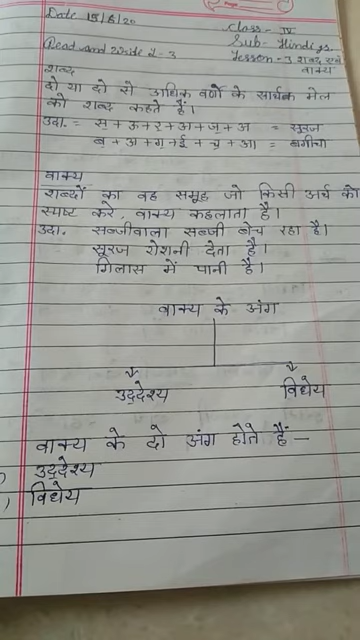 Date 15/6/20
Class - IV
Sub - Hindi
Read and Write 2-3
Lesson - 3 शब्द एवं
वाक्य
शब्द
दो या दो से अधिक वर्णों के सार्थक मेल
को शब्द कहते हैं।
उदा. = स् + ऊ + र् + अ + ज् + अ = सूरज
ब् + अ + ग् + ई + च् + आ = बगीचा
वाक्य
शब्दों का वह समूह जो किसी अर्थ को
स्पष्ट करे, वाक्य कहलाता है।
उदा. सब्जीवाला सब्जी बेच रहा है।
सूरज रोशनी देता है।
गिलास में पानी है।
वाक्य के अंग
उद्देश्य विधेय
वाक्य के दो अंग होते हैं —
) उद्देश्य
) विधेय